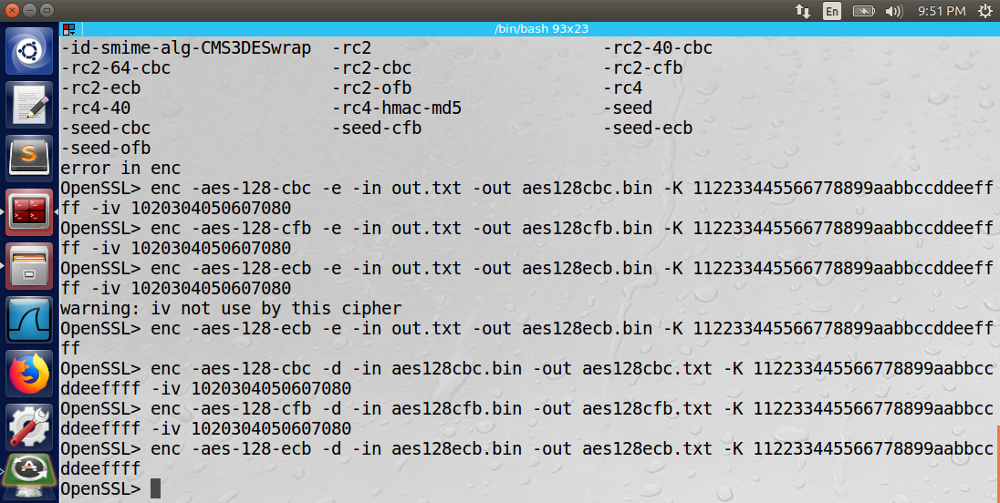 En
9:51 PM
/bin/bash 93x23
-id-smime-alg-CMS3DESwrap -rc2 -rc2-40-cbc
-rc2-64-cbc -rc2-cbc -rc2-cfb
-rc2-ecb -rc2-ofb -rc4
-rc4-40 -rc4-hmac-md5 -seed
-seed-cbc -seed-cfb -seed-ecb
-seed-ofb
error in enc
OpenSSL> enc -aes-128-cbc -e -in out.txt -out aes128cbc.bin -K 112233445566778899aabbccddeeff
ff -iv 1020304050607080
OpenSSL> enc -aes-128-cfb -e -in out.txt -out aes128cfb.bin -K 112233445566778899aabbccddeeff
ff -iv 1020304050607080
OpenSSL> enc -aes-128-ecb -e -in out.txt -out aes128ecb.bin -K 112233445566778899aabbccddeeff
ff -iv 1020304050607080
warning: iv not use by this cipher
OpenSSL> enc -aes-128-ecb -e -in out.txt -out aes128ecb.bin -K 112233445566778899aabbccddeeff
ff
OpenSSL> enc -aes-128-cbc -d -in aes128cbc.bin -out aes128cbc.txt -K 112233445566778899aabbcc
ddeeffff -iv 1020304050607080
OpenSSL> enc -aes-128-cfb -d -in aes128cfb.bin -out aes128cfb.txt -K 112233445566778899aabbcc
ddeeffff -iv 1020304050607080
OpenSSL> enc -aes-128-ecb -d -in aes128ecb.bin -out aes128ecb.txt -K 112233445566778899aabbcc
ddeeffff
OpenSSL>